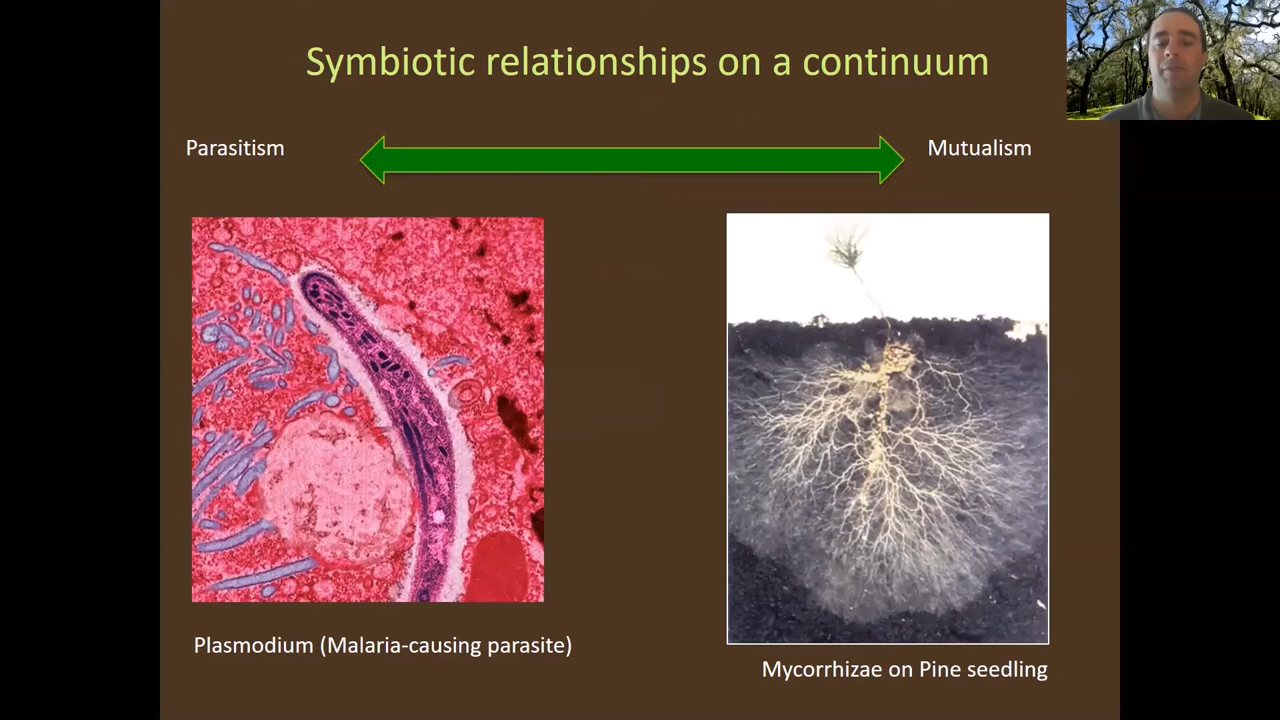 Symbiotic relationships on a continuum
Parasitism
Mutualism
Plasmodium (Malaria-causing parasite)
Mycorrhizae on Pine seedling